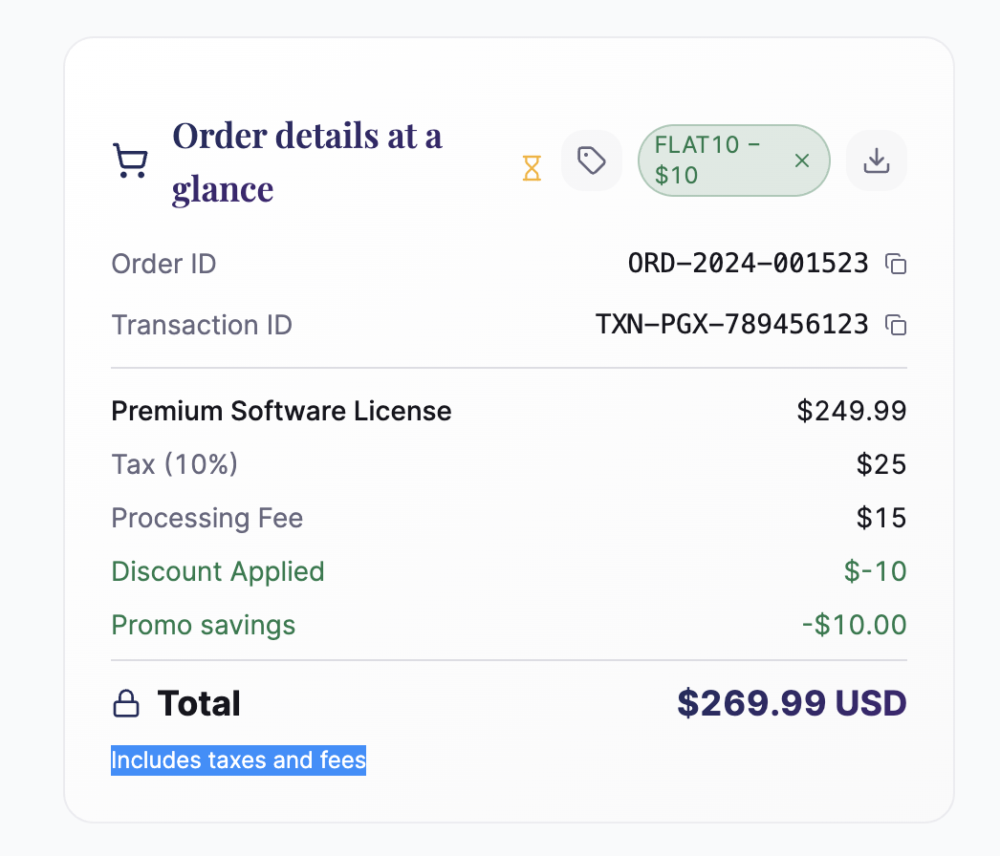 Order details at a
glance
FLAT10 −
$10
Order ID ORD−2024−001523
Transaction ID TXN−PGX−789456123
Premium Software License $249.99
Tax (10%) $25
Processing Fee $15
Discount Applied $-10
Promo savings -$10.00
Total $269.99 USD
Includes taxes and fees